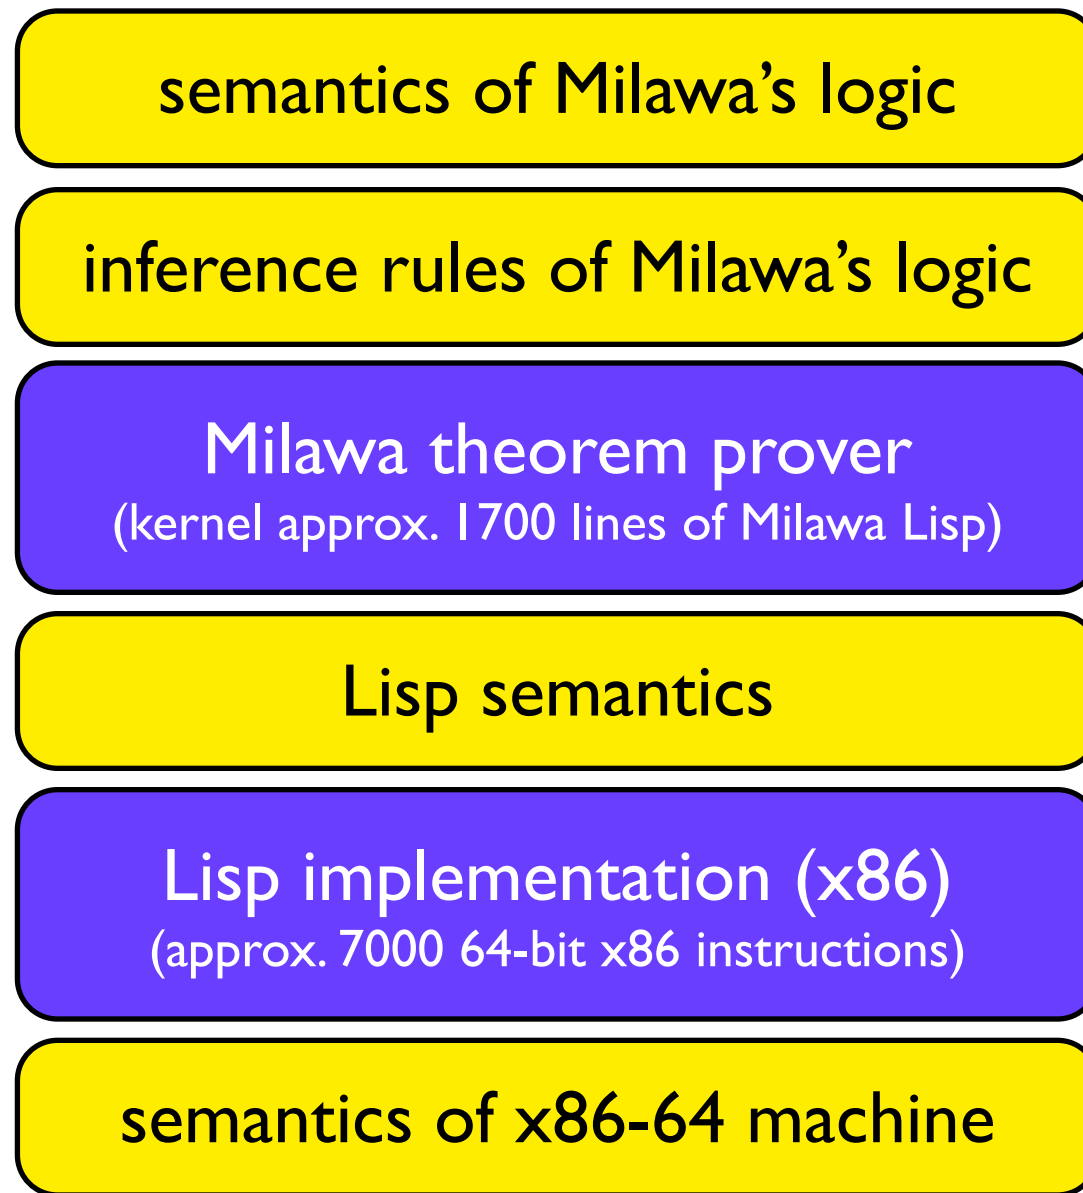 semantics of Milawa’s logic
inference rules of Milawa’s logic
Milawa theorem prover
(kernel approx. 1700 lines of Milawa Lisp)
Lisp semantics
Lisp implementation (x86)
(approx. 7000 64-bit x86 instructions)
semantics of x86-64 machine